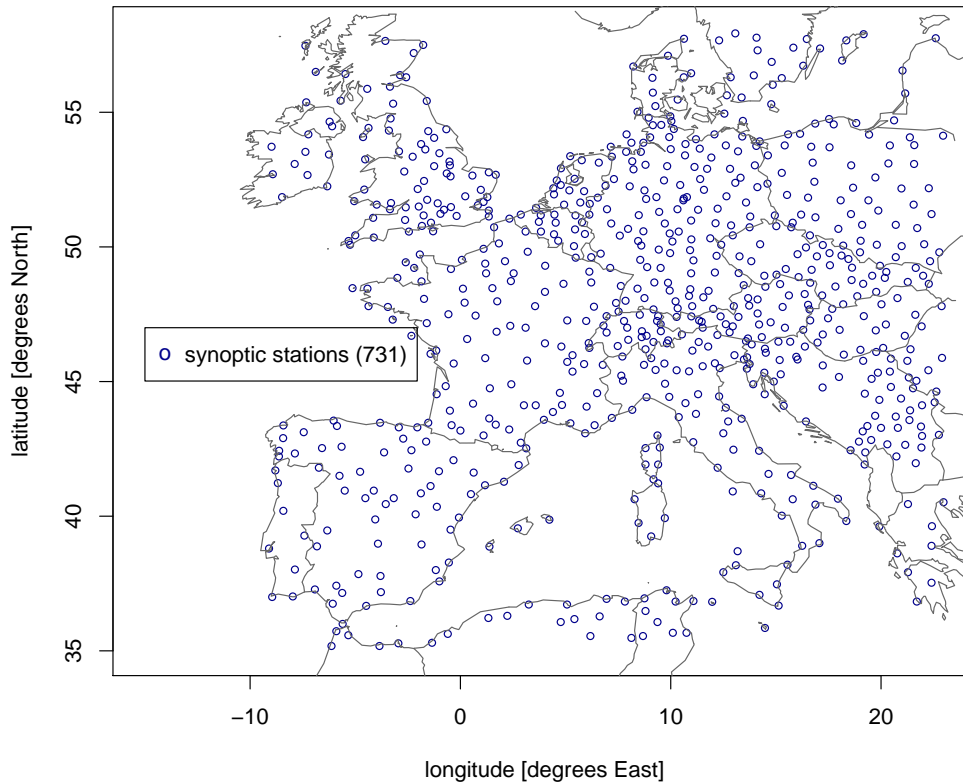 55
50
45
40
35
latitude [degrees North]
o synoptic stations (731)
−10 0 10 20
longitude [degrees East]